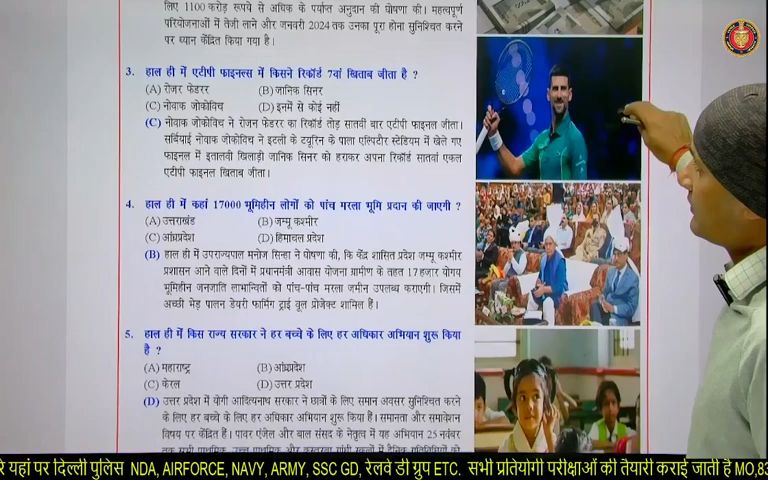 लिए 1100 करोड़ रूपये से अधिक के पर्याप्त अनुदान की घोषणा की। महत्वपूर्ण
परियोजनाओं में तेजी लाने और जनवरी 2024 तक उनका पूरा होना सुनिश्चित करने
पर ध्यान केंद्रित किया गया है।
3. हाल ही में एटीपी फाइनल्स में किसने रिकॉर्ड 7वां खिताब जीता है ?
(A) रोजर फेडरर (B) जानिक सिनर
(C) नोवाक जोकोविच (D) इनमें से कोई नहीं
(C) नोवाक जोकोविच ने रोजन फेडरर का रिकॉर्ड तोड़ सातवीं बार एटीपी फाइनल जीता।
सर्वियाई नोवाक जोकोविच ने इटली के ट्यूरिन के पाला एल्पिटौर स्टेडियम में खेले गए
फाइनल में इतालवी खिलाड़ी जानिक सिनर को हराकर अपना रिकॉर्ड सातवां एकल
एटीपी फाइनल खिताब जीता।
4. हाल ही में कहां 17000 भूमिहीन लोगों को पांच मरला भूमि प्रदान की जाएगी ?
(A) उत्तराखंड (B) जम्मू कश्मीर
(C) आंध्रप्रदेश (D) हिमाचल प्रदेश
(B) हाल ही में उपराज्यपाल मनोज सिन्हा ने घोषणा की, कि केंद्र शासित प्रदेश जम्मू कश्मीर
प्रशासन आने वाले दिनों में प्रधानमंत्री आवास योजना ग्रामीण के तहत 17 हजार योग्य
भूमिहीन जनजाति लाभान्वितों को पांच-पांच मरला जमीन उपलब्ध कराएगी। जिसमें
अच्छी भेड़ पालन डेयरी फार्मिंग ट्राई वूल प्रोजेक्ट शामिल हैं।
5. हाल ही में किस राज्य सरकार ने हर बच्चे के लिए हर अधिकार अभियान शुरू किया
है ?
(A) महाराष्ट्र (B) आंध्रप्रदेश
(C) केरल (D) उत्तर प्रदेश
(D) उत्तर प्रदेश में योगी आदित्यनाथ सरकार ने छात्रों के लिए समान अवसर सुनिश्चित करने
के लिए हर बच्चे के लिए हर अधिकार अभियान शुरू किया हैं। समानता और समावेशन
विषय पर केंद्रित हैं। पावर एंजेल और बाल संसद के नेतृत्व में यह अभियान 25 नवंबर
रे यहां पर दिल्ली पुलिस NDA, AIRFORCE, NAVY, ARMY, SSC GD, रेलवे डी ग्रुप ETC. सभी प्रतियोगी परीक्षाओं की तैयारी कराई जाती है MO,83